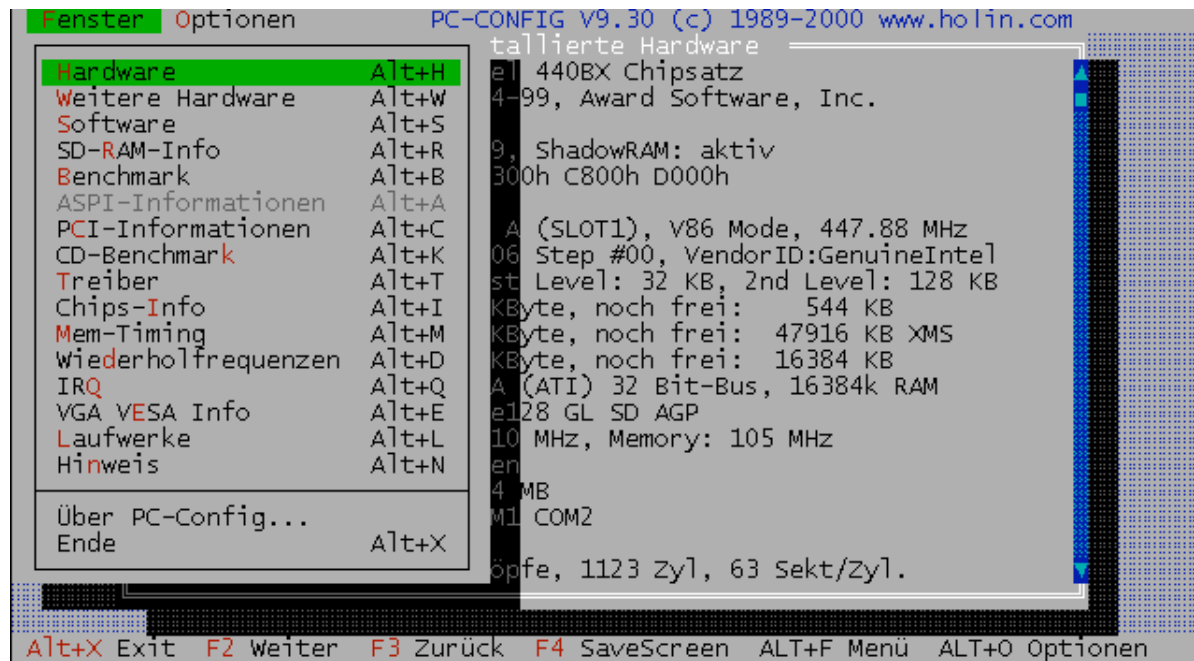 Fenster Optionen PC-CONFIG V9.30 (c) 1989-2000 www.holin.com
tallierte Hardware
Hardware Alt+H el 440BX Chipsatz
Weitere Hardware Alt+W 4-99, Award Software, Inc.
Software Alt+S
SD-RAM-Info Alt+R 9, ShadowRAM: aktiv
Benchmark Alt+B 300h C800h D000h
ASPI-Informationen Alt+A
PCI-Informationen Alt+C A (SLOT1), V86 Mode, 447.88 MHz
CD-Benchmark Alt+K 06 Step #00, VendorID:GenuineIntel
Treiber Alt+T st Level: 32 KB, 2nd Level: 128 KB
Chips-Info Alt+I KByte, noch frei: 544 KB
Mem-Timing Alt+M KByte, noch frei: 47916 KB XMS
Wiederholfrequenzen Alt+D KByte, noch frei: 16384 KB
IRQ Alt+Q A (ATI) 32 Bit-Bus, 16384k RAM
VGA VESA Info Alt+E e128 GL SD AGP
Laufwerke Alt+L 10 MHz, Memory: 105 MHz
Hinweis Alt+N en
4 MB
Über PC-Config... M1 COM2
Ende Alt+X
öpfe, 1123 Zyl, 63 Sekt/Zyl.
Alt+X Exit F2 Weiter F3 Zurück F4 SaveScreen ALT+F Menü ALT+O Optionen